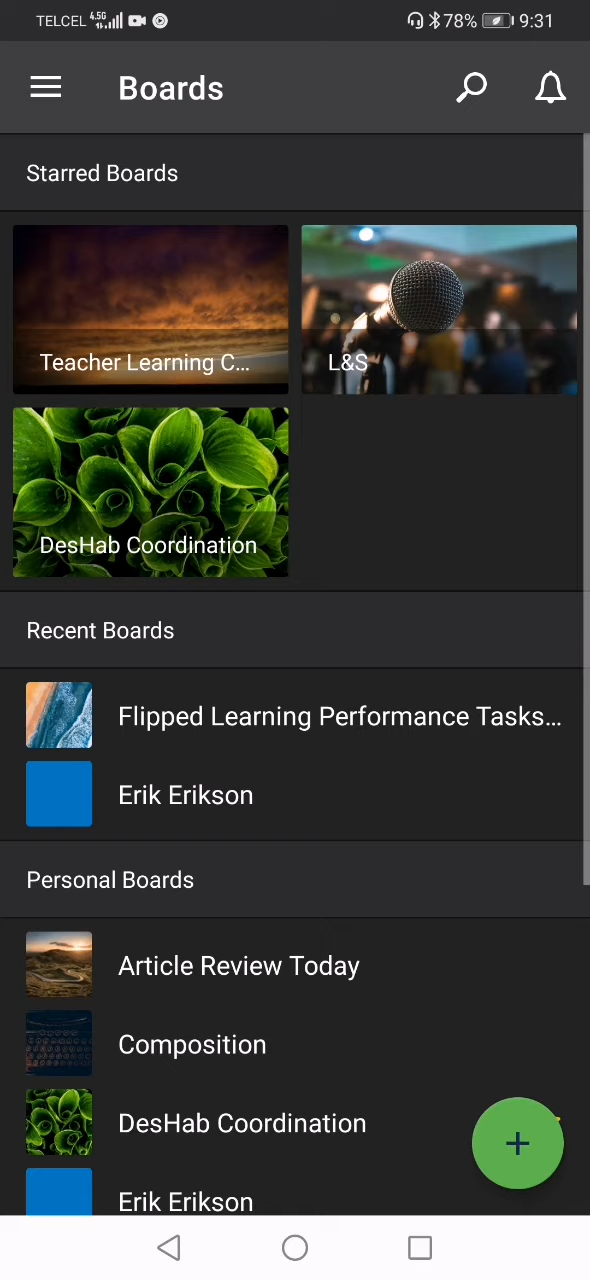 TELCEL 4.5G 78% 9:31
Boards
Starred Boards
Teacher Learning C...
L&S
DesHab Coordination
Recent Boards
Flipped Learning Performance Tasks...
Erik Erikson
Personal Boards
Article Review Today
Composition
DesHab Coordination
Erik Erikson